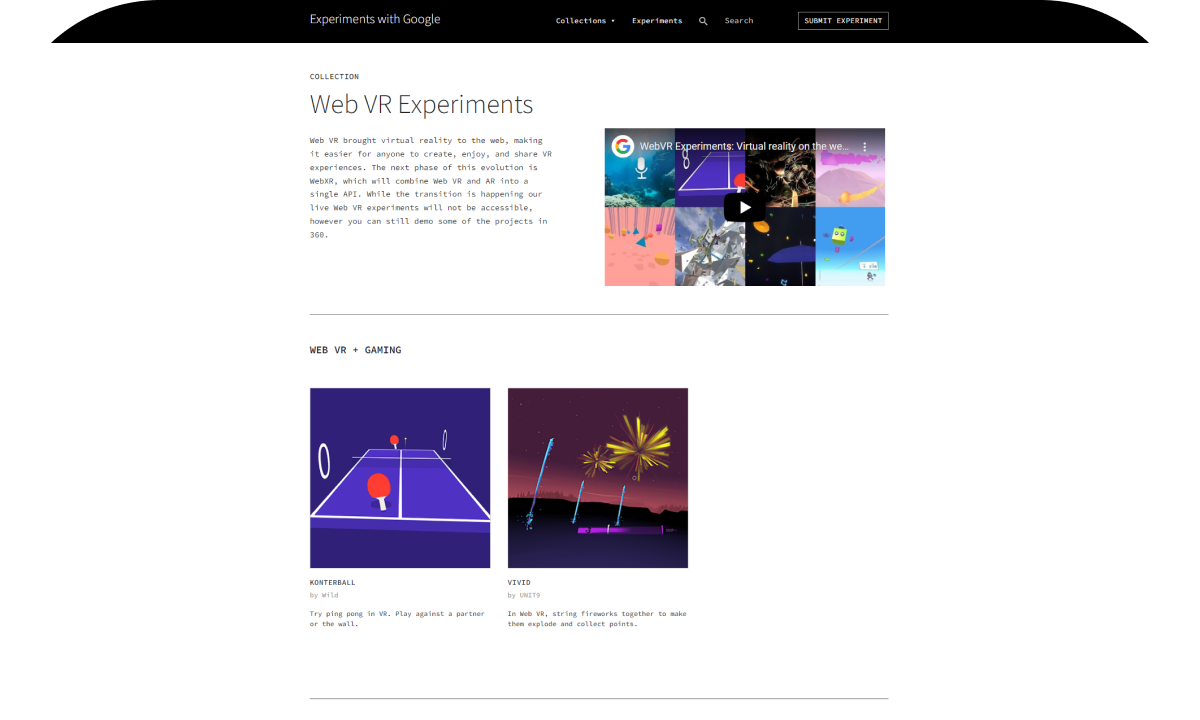 Experiments with Google
Collections
Experiments
Search
SUBMIT EXPERIMENT
COLLECTION
Web VR Experiments
Web VR brought virtual reality to the web, making
it easier for anyone to create, enjoy, and share VR
experiences. The next phase of this evolution is
WebXR, which will combine Web VR and AR into a
single API. While the transition is happening our
live Web VR experiments will not be accessible,
however you can still demo some of the projects in
360.
WebVR Experiments: Virtual reality on the we...
WEB VR + GAMING
KONTERBALL
by Wild
Try ping pong in VR. Play against a partner
or the wall.
VIVID
by UNIT9
In Web VR, string fireworks together to make
them explode and collect points.